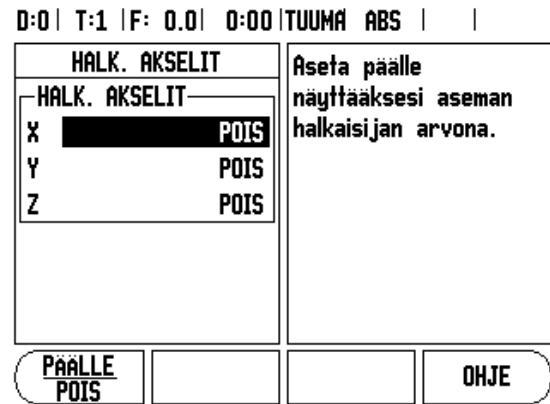 D:0| T:1 |F: 0.0| 0:00|TUUMA ABS | |
HALK. AKSELIT
HALK. AKSELIT
X POIS
Y POIS
Z POIS
Aseta päälle
näyttääksesi aseman
halkaisijan arvona.
PÄÄLLE
POIS
OHJE